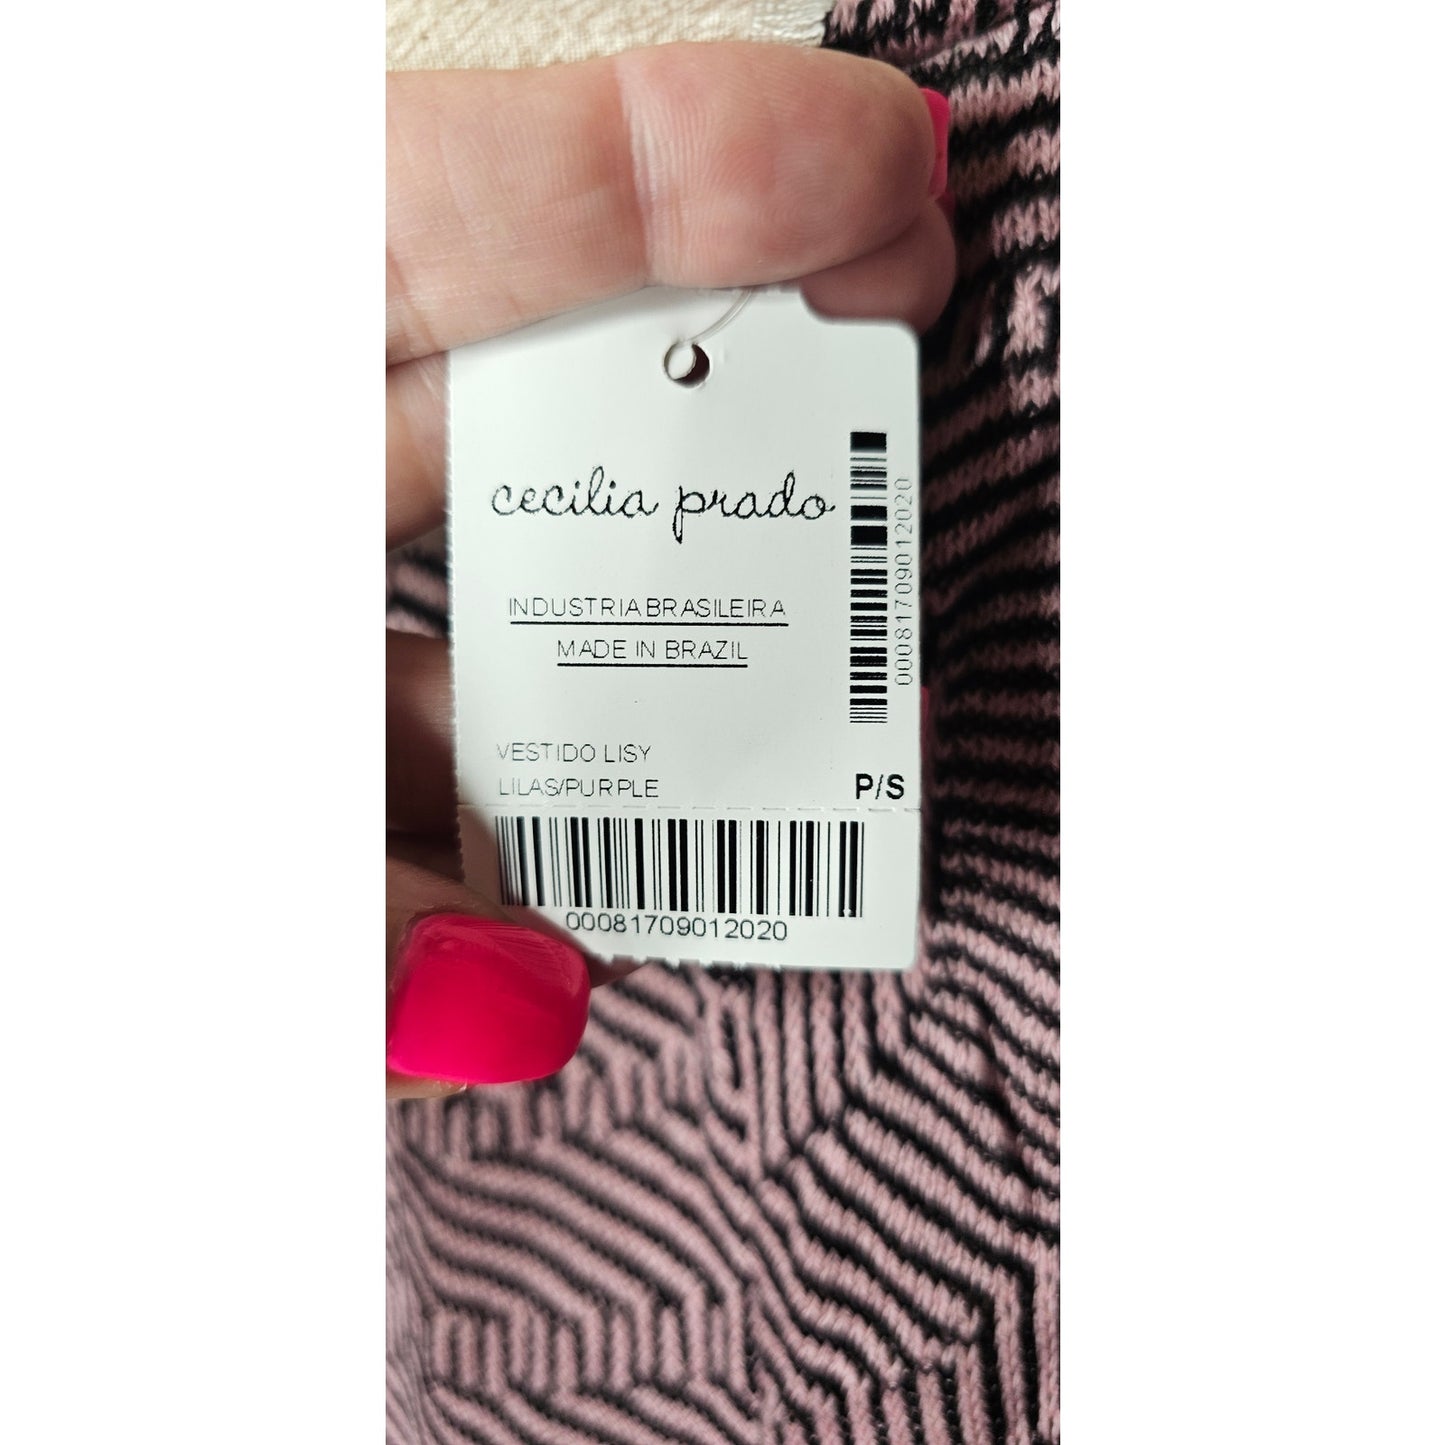 cecilia prado
INDUSTRIA BRASILEIRA
MADE IN BRAZIL
00081709012020
VESTIDO LISY
LILAS/PURPLE
P/S
00081709012020